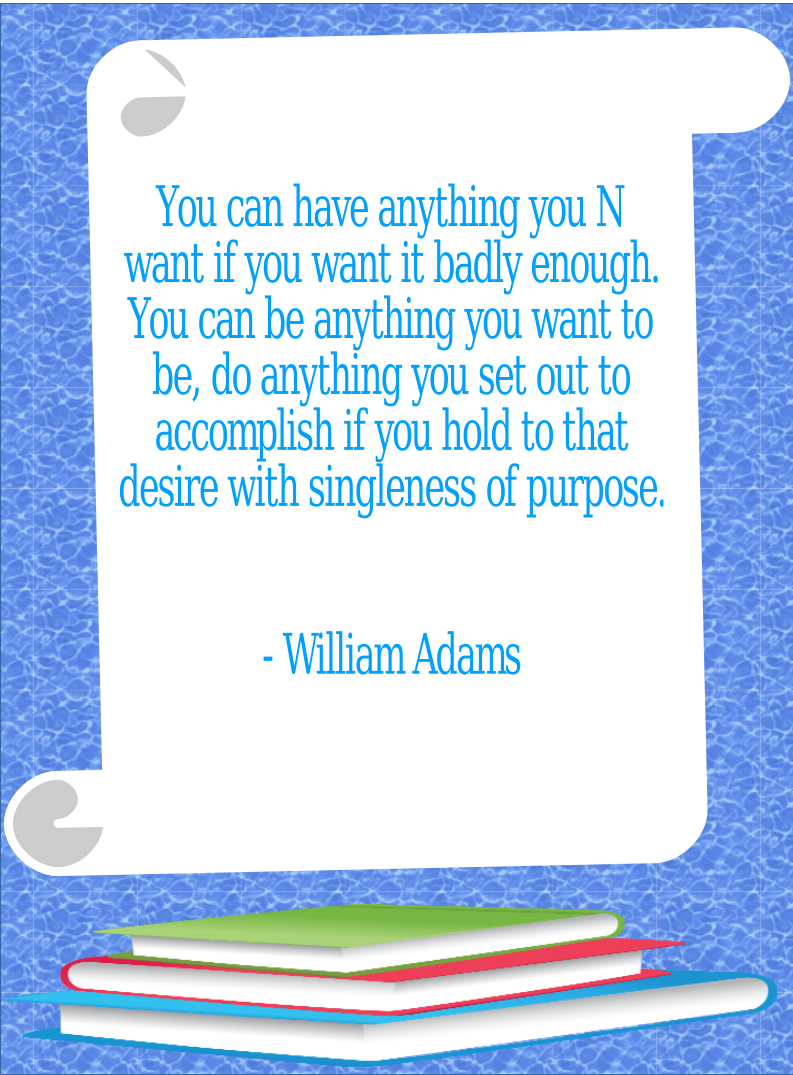 You can have anything you N
want if you want it badly enough.
You can be anything you want to
be, do anything you set out to
accomplish if you hold to that
desire with singleness of purpose.
- William Adams